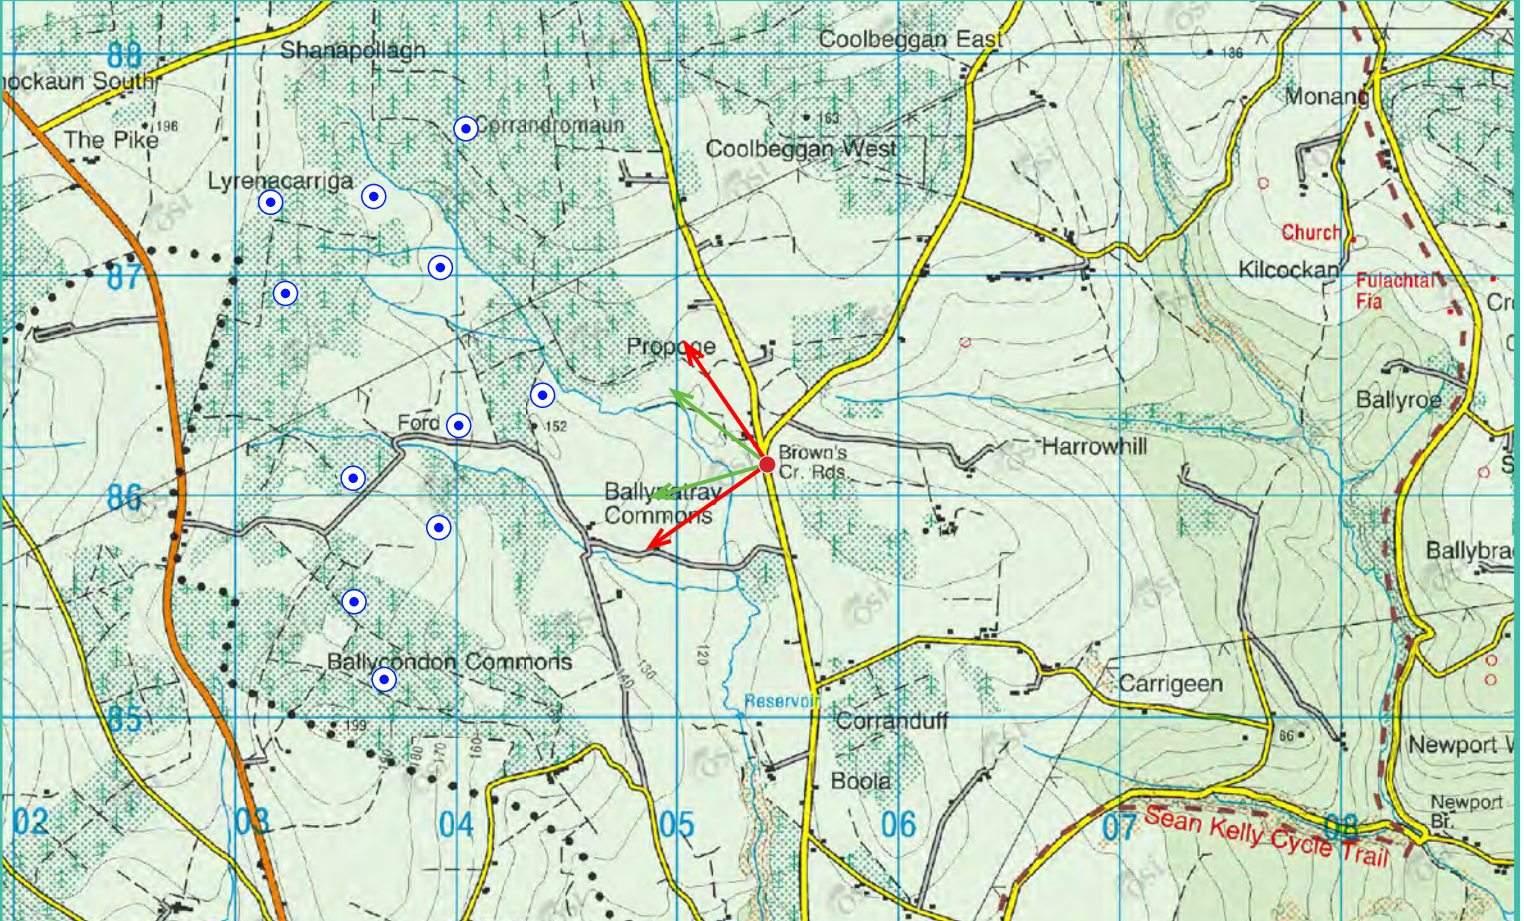 Coolbeggan East
Shanapollagh
88
136
ockaun South
Monang
196
Corrandromaun
163
The Pike
Coolbeggan West
Lyrenacarriga
Church
Kilcockan
87
Fulachtaí
Fia
Cr
Propoge
Ballyroe
Ford
152
Harrowhill
Brown's
Cr. Rds.
86
Ballynatray
Commons
Ballybra
Ballycondon Commons
120
130
140
Carrigeen
Reservoir
85
199
Corranduff
86
Newport W
180
170
160
Boola
Newport
Br.
02
03
04
05
06
07
08
Sean Kelly Cycle Trail